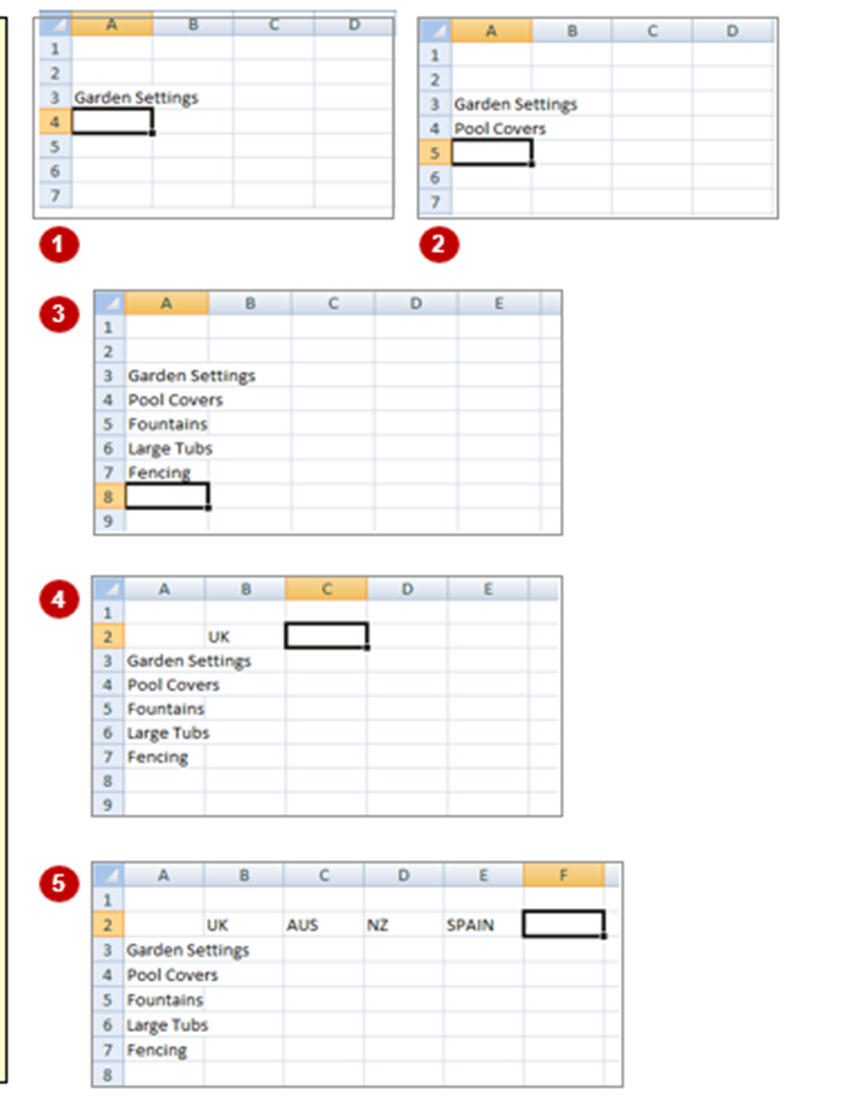 A B C D
1
2
3 Garden Settings
4
5
6
7
1
A B C D
1
2
3 Garden Settings
4 Pool Covers
5
6
7
2
3
A B C D E
1
2
3 Garden Settings
4 Pool Covers
5 Fountains
6 Large Tubs
7 Fencing
8
9
4
A B C D E
1
2 UK
3 Garden Settings
4 Pool Covers
5 Fountains
6 Large Tubs
7 Fencing
8
9
5
A B C D E F
1
2 UK AUS NZ SPAIN
3 Garden Settings
4 Pool Covers
5 Fountains
6 Large Tubs
7 Fencing
8